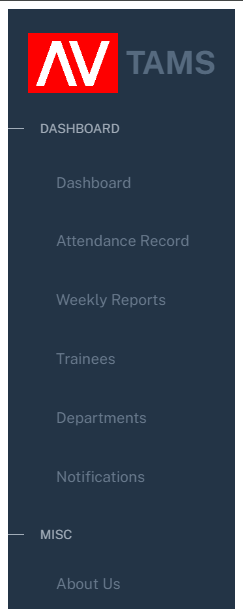 AV TAMS
DASHBOARD
Dashboard
Attendance Record
Weekly Reports
Trainees
Departments
Notifications
MISC
About Us